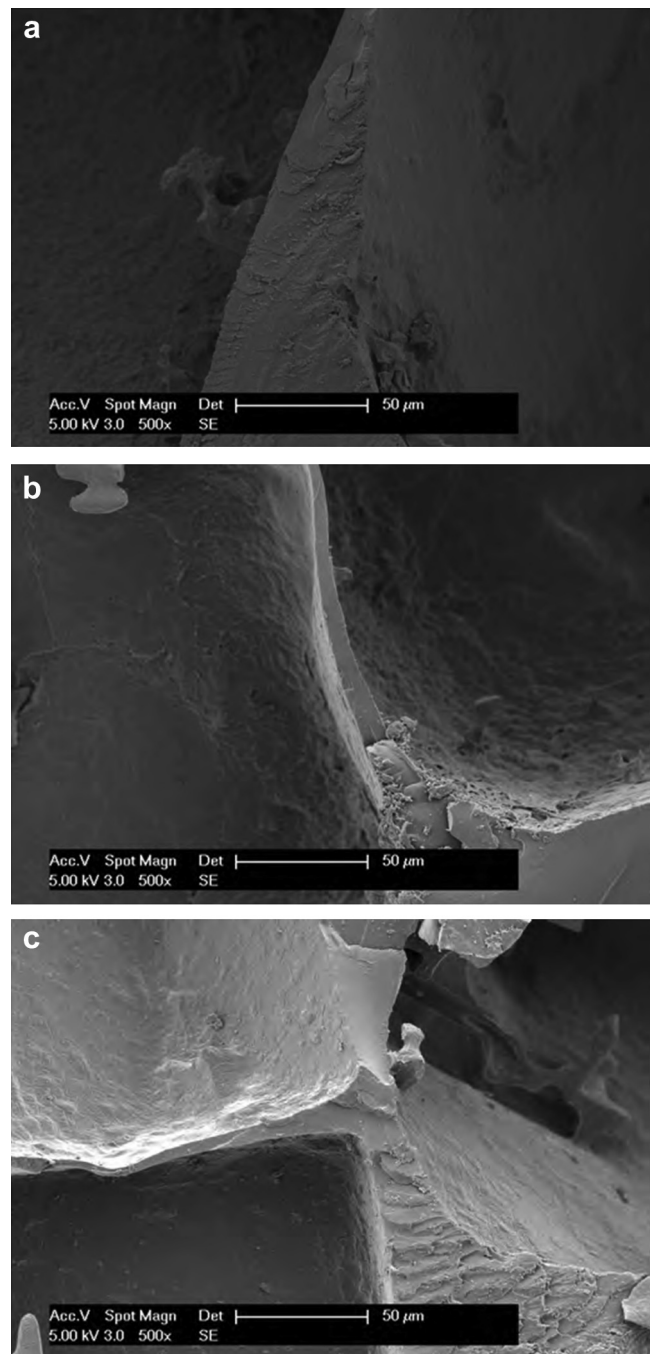 a
Acc.V Spot Magn Det 50 μm
5.00 kV 3.0 500x SE
b
Acc.V Spot Magn Det 50 μm
5.00 kV 3.0 500x SE
c
Acc.V Spot Magn Det 50 μm
5.00 kV 3.0 500x SE